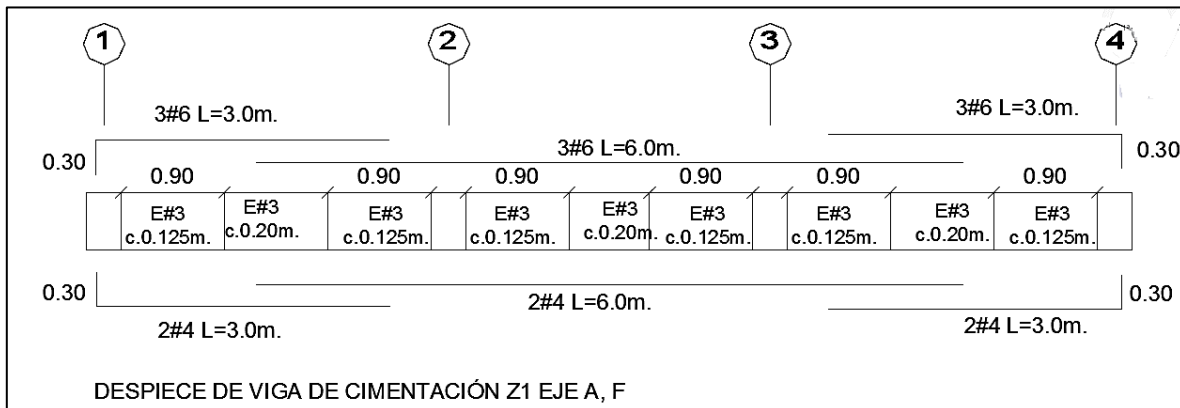 1 2 3 4
3#6 L=3.0m. 3#6 L=3.0m.
0.30 3#6 L=6.0m. 0.30
0.90 0.90 0.90 0.90 0.90 0.90
E#3 E#3 E#3 E#3 E#3 E#3 E#3 E#3 E#3
c.0.125m. c.0.20m. c.0.125m. c.0.125m. c.0.20m. c.0.125m. c.0.125m. c.0.20m. c.0.125m.
0.30 2#4 L=6.0m. 0.30
2#4 L=3.0m. 2#4 L=3.0m.
DESPIECE DE VIGA DE CIMENTACIÓN Z1 EJE A, F